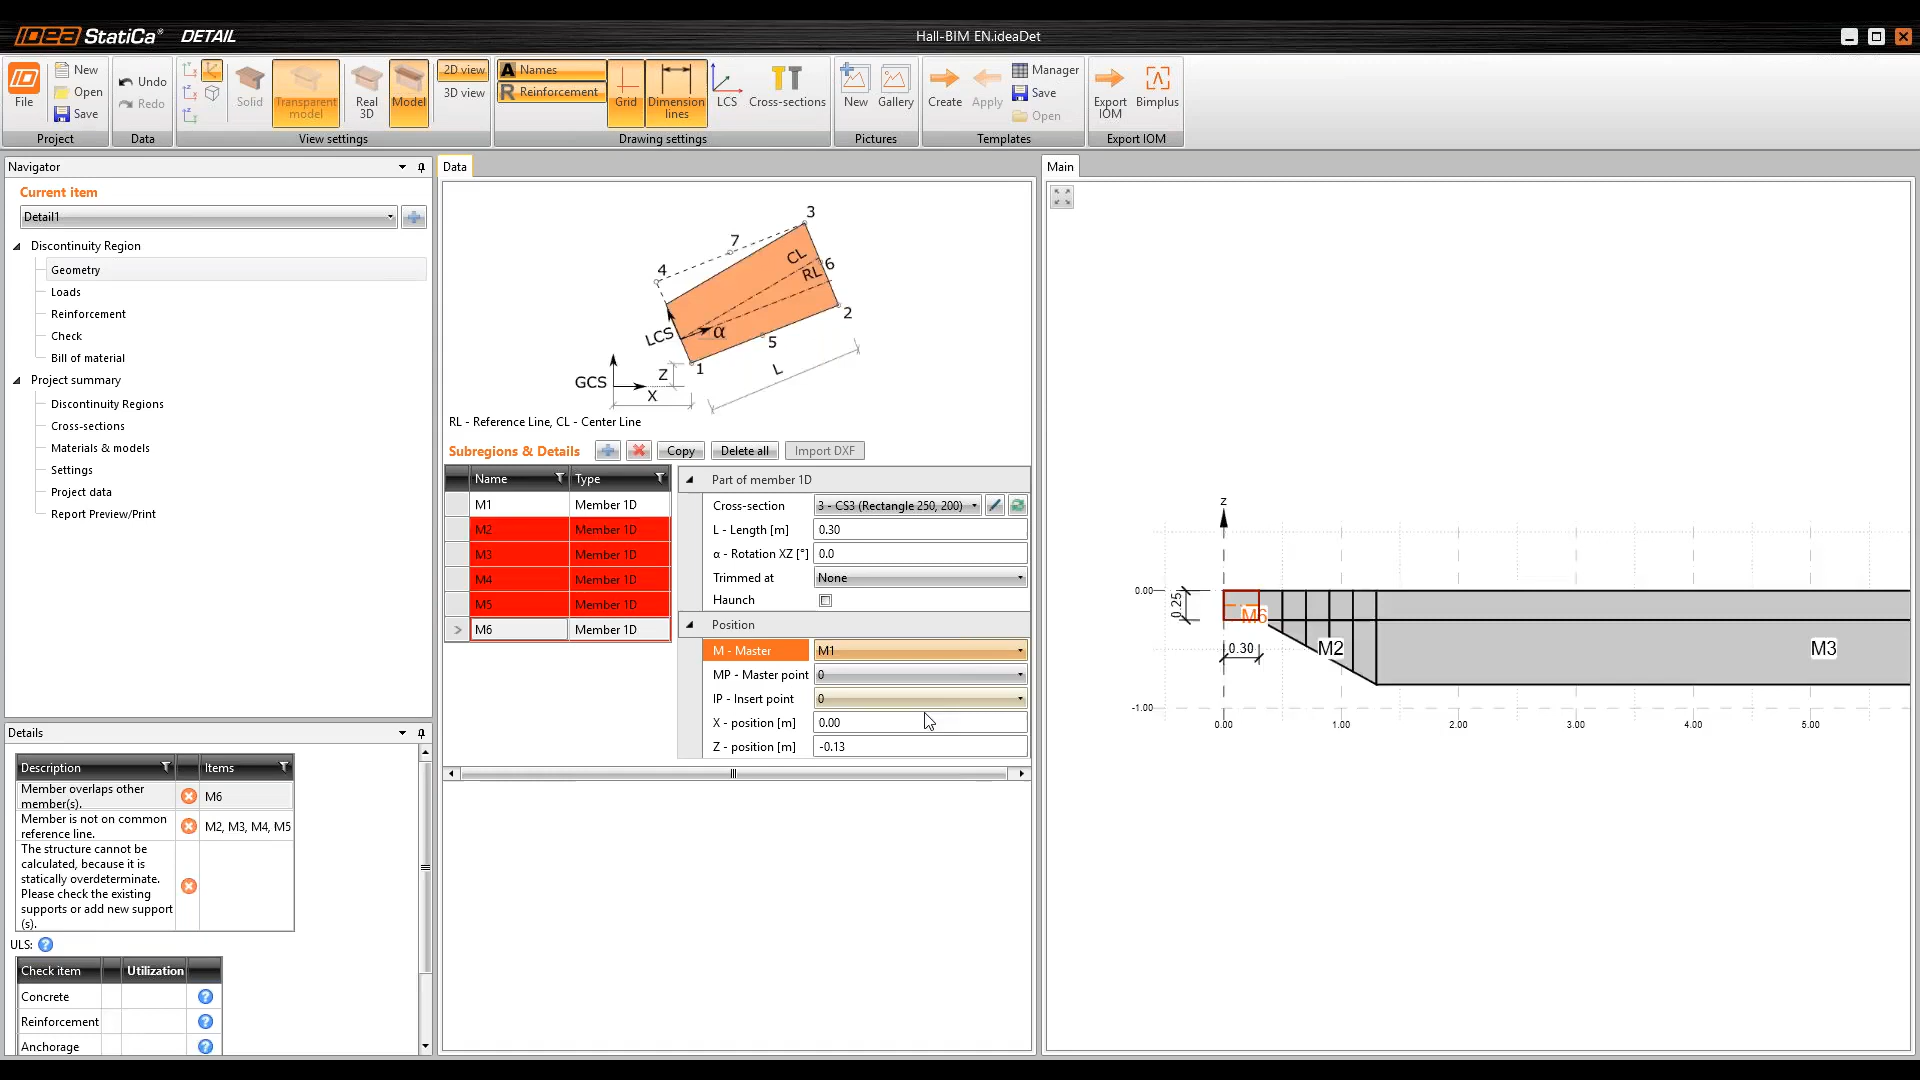 IDEA StatiCa® DETAIL
Hall-BIM EN.ideaDet
File
New
Open
Save
Project
Undo
Redo
Data
Solid
Transparent model
Real 3D
Model
2D view
3D view
View settings
A Names
R Reinforcement
Grid
Dimension lines
LCS
Cross-sections
Drawing settings
New
Gallery
Pictures
Create
Apply
Manager
Save
Open
Templates
Export IOM
Bimplus
Export IOM
Navigator
Current item
Detail1
Discontinuity Region
Geometry
Loads
Reinforcement
Check
Bill of material
Project summary
Discontinuity Regions
Cross-sections
Materials & models
Settings
Project data
Report Preview/Print
Details
Description Items
Member overlaps other member(s). M6
Member is not on common reference line. M2, M3, M4, M5
The structure cannot be
calculated, because it is
statically overdeterminate.
Please check the existing
supports or add new support
(s).
ULS:
Check item Utilization
Concrete
Reinforcement
Anchorage
Data
3
7
4
CL
6
RL
LCS
α
2
5
1
GCS
Z
X
L
RL - Reference Line, CL - Center Line
Subregions & Details Copy Delete all Import DXF
Name Type
M1 Member 1D
M2 Member 1D
M3 Member 1D
M4 Member 1D
M5 Member 1D
> M6 Member 1D
Part of member 1D
Cross-section 3 - CS3 (Rectangle 250, 200)
L - Length [m] 0.30
α - Rotation XZ [°] 0.0
Trimmed at None
Haunch
Position
M - Master M1
MP - Master point 0
IP - Insert point 0
X - position [m] 0.00
Z - position [m] -0.13
Main
z
0.00
0.25
M6
0.30
M2
M3
-1.00
0.00 1.00 2.00 3.00 4.00 5.00